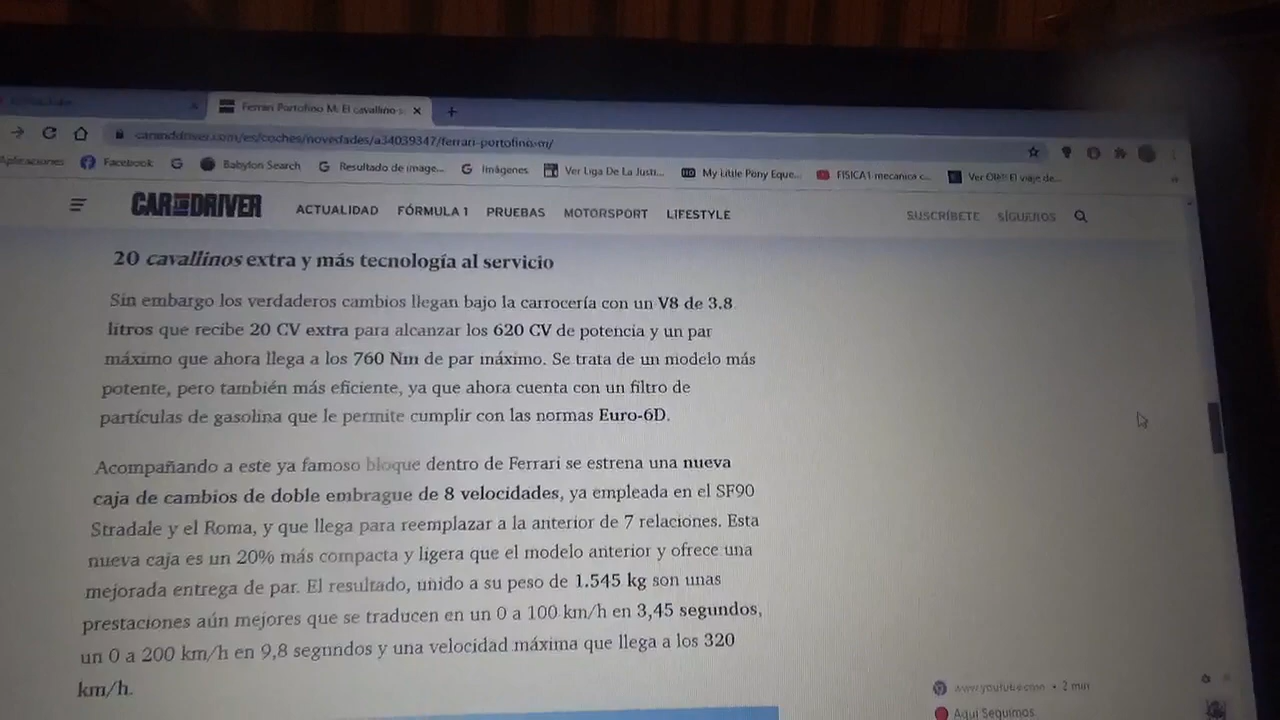 Ferrari Portofino M: El cavallino
caranddriver.com/es/coches/novedades/a34039347/ferrari-portofino-m/
Aplicaciones Facebook Babylon Search Resultado de image... Imágenes Ver Liga De La Justi... My Little Pony Eque... FISICA1 mecanica c... Ver Olé! El viaje de...
CAR AND DRIVER ACTUALIDAD FÓRMULA 1 PRUEBAS MOTORSPORT LIFESTYLE SUSCRÍBETE SÍGUENOS
20 cavallinos extra y más tecnología al servicio
Sin embargo los verdaderos cambios llegan bajo la carrocería con un V8 de 3.8
litros que recibe 20 CV extra para alcanzar los 620 CV de potencia y un par
máximo que ahora llega a los 760 Nm de par máximo. Se trata de un modelo más
potente, pero también más eficiente, ya que ahora cuenta con un filtro de
partículas de gasolina que le permite cumplir con las normas Euro-6D.
Acompañando a este ya famoso bloque dentro de Ferrari se estrena una nueva
caja de cambios de doble embrague de 8 velocidades, ya empleada en el SF90
Stradale y el Roma, y que llega para reemplazar a la anterior de 7 relaciones. Esta
nueva caja es un 20% más compacta y ligera que el modelo anterior y ofrece una
mejorada entrega de par. El resultado, unido a su peso de 1.545 kg son unas
prestaciones aún mejores que se traducen en un 0 a 100 km/h en 3,45 segundos,
un 0 a 200 km/h en 9,8 segundos y una velocidad máxima que llega a los 320
km/h.
www.youtube.com • 2 min
Aqui Seguimos